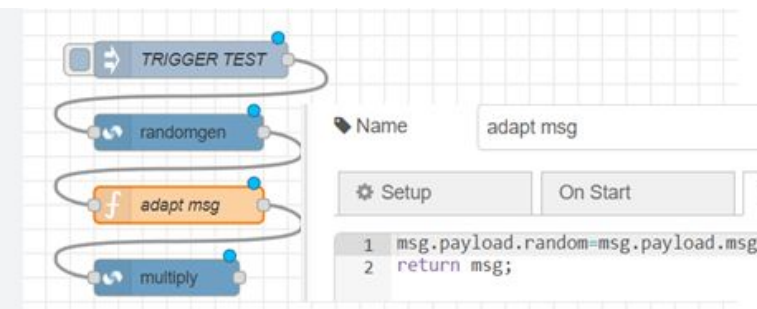 TRIGGER TEST
randomgen
adapt msg
multiply
Name
adapt msg
Setup
On Start
1 msg.payload.random=msg.payload.msg
2 return msg;